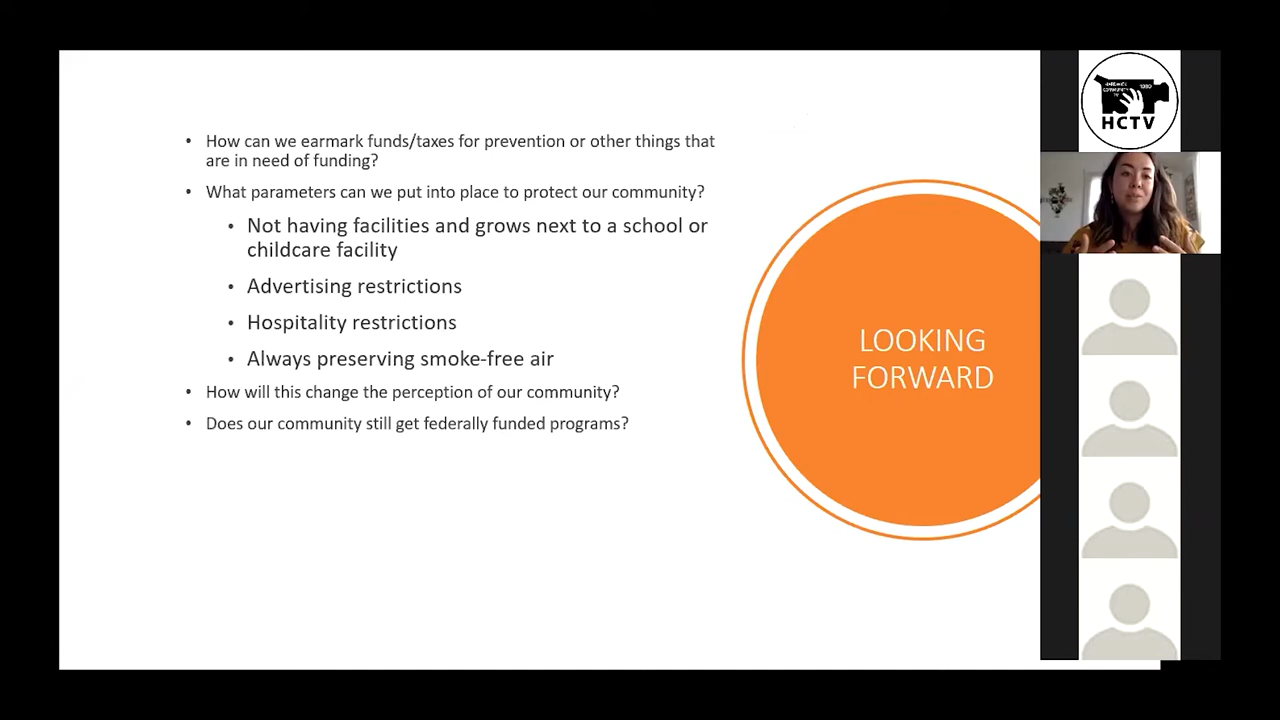 • How can we earmark funds/taxes for prevention or other things that
are in need of funding?
• What parameters can we put into place to protect our community?
• Not having facilities and grows next to a school or
childcare facility
• Advertising restrictions
• Hospitality restrictions
• Always preserving smoke-free air
• How will this change the perception of our community?
• Does our community still get federally funded programs?
LOOKING
FORWARD
HCTV